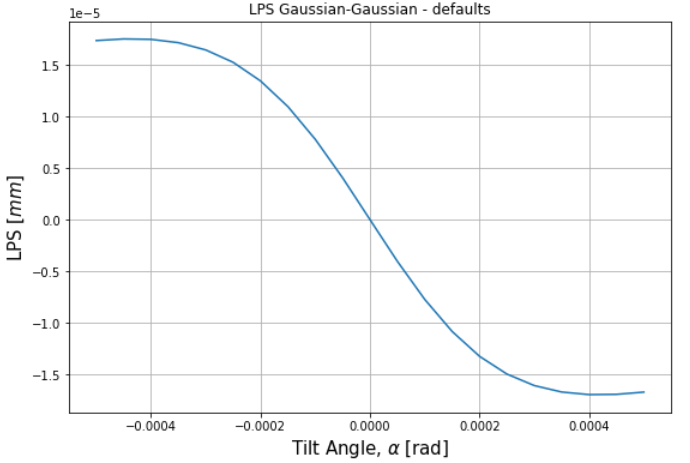 LPS Gaussian-Gaussian - defaults
1e−5
1.5
1.0
0.5
0.0
−0.5
−1.0
−1.5
LPS [mm]
−0.0004 −0.0002 0.0000 0.0002 0.0004
Tilt Angle, α [rad]